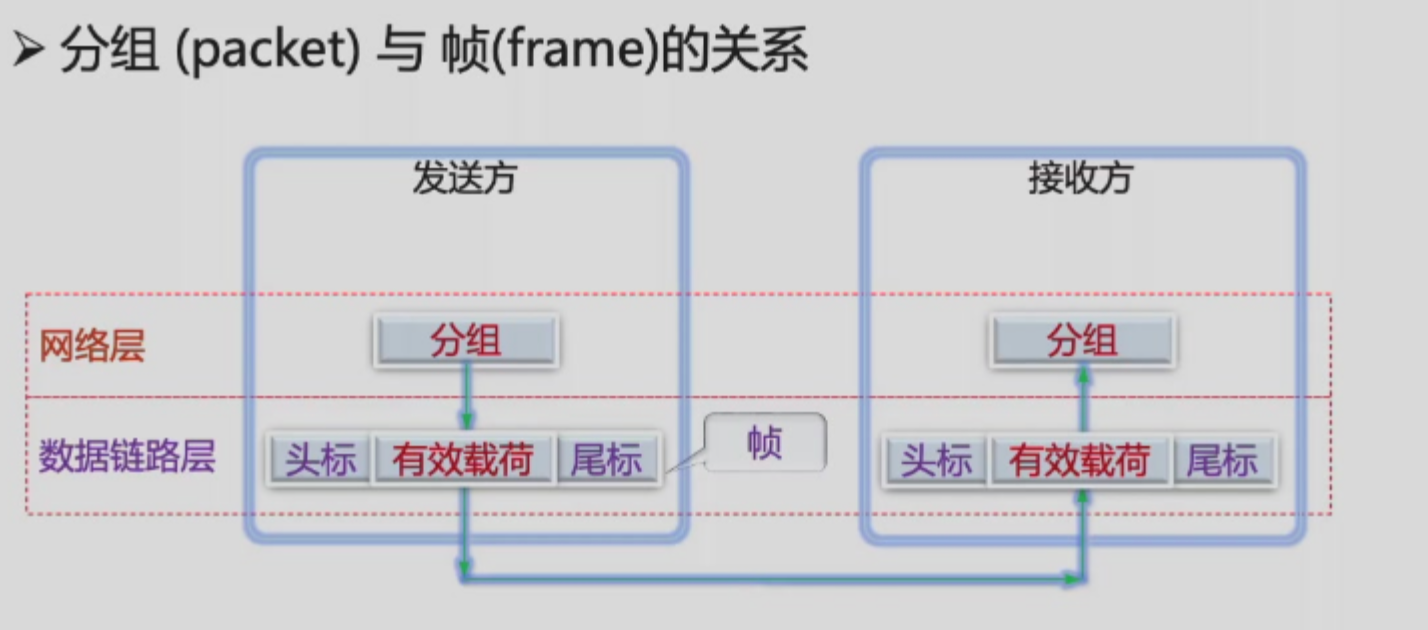 ➢ 分组 (packet) 与 帧(frame)的关系
发送方
接收方
网络层
分组
分组
数据链路层
头标 有效载荷 尾标
帧
头标 有效载荷 尾标